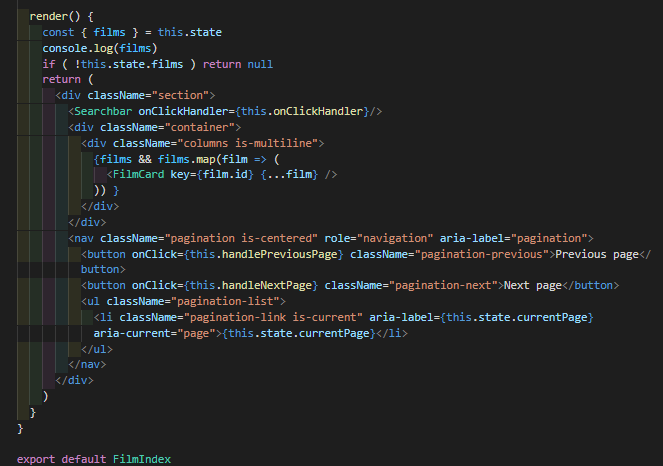 render() {
const { films } = this.state
console.log(films)
if ( !this.state.films ) return null
return (
<div className="section">
<Searchbar onClickHandler={this.onClickHandler}/>
<div className="container">
<div className="columns is-multiline">
{films && films.map(film => (
<FilmCard key={film.id} {...film} />
)) }
</div>
</div>
<nav className="pagination is-centered" role="navigation" aria-label="pagination">
<button onClick={this.handlePreviousPage} className="pagination-previous">Previous page</
button>
<button onClick={this.handleNextPage} className="pagination-next">Next page</button>
<ul className="pagination-list">
<li className="pagination-link is-current" aria-label={this.state.currentPage}
aria-current="page">{this.state.currentPage}</li>
</ul>
</nav>
</div>
)
}
}
export default FilmIndex